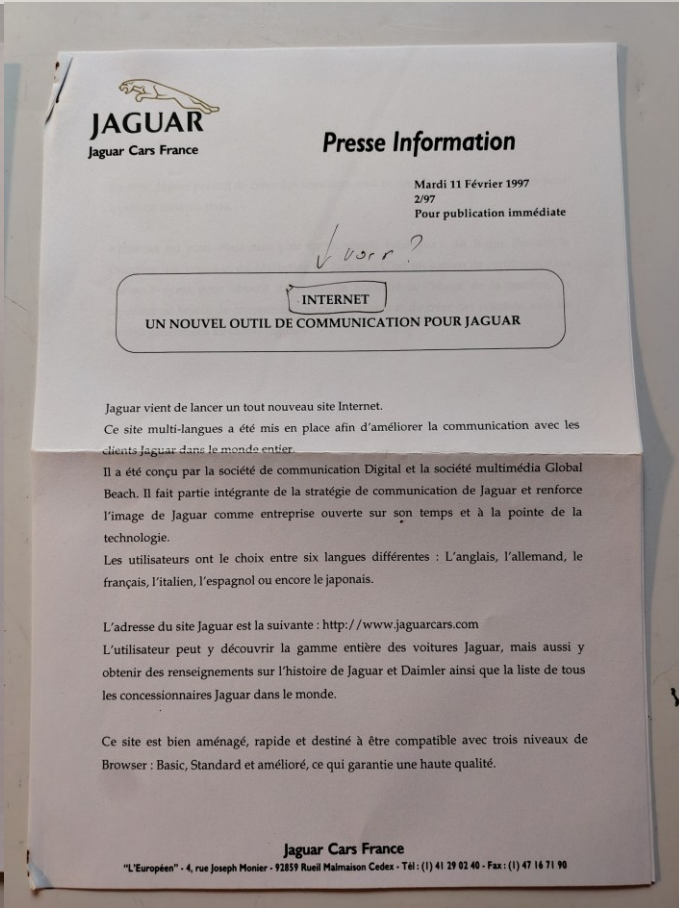 JAGUAR
Jaguar Cars France
Presse Information
Mardi 11 Février 1997
2/97
Pour publication immédiate
voir ?
INTERNET
UN NOUVEL OUTIL DE COMMUNICATION POUR JAGUAR
Jaguar vient de lancer un tout nouveau site Internet.
Ce site multi-langues a été mis en place afin d'améliorer la communication avec les
clients Jaguar dans le monde entier.
Il a été conçu par la société de communication Digital et la société multimédia Global
Beach. Il fait partie intégrante de la stratégie de communication de Jaguar et renforce
l'image de Jaguar comme entreprise ouverte sur son temps et à la pointe de la
technologie.
Les utilisateurs ont le choix entre six langues différentes : L'anglais, l'allemand, le
français, l'italien, l'espagnol ou encore le japonais.
L'adresse du site Jaguar est la suivante : http://www.jaguarcars.com
L'utilisateur peut y découvrir la gamme entière des voitures Jaguar, mais aussi y
obtenir des renseignements sur l'histoire de Jaguar et Daimler ainsi que la liste de tous
les concessionnaires Jaguar dans le monde.
Ce site est bien aménagé, rapide et destiné à être compatible avec trois niveaux de
Browser : Basic, Standard et amélioré, ce qui garantie une haute qualité.
Jaguar Cars France
"L'Européen" - 4, rue Joseph Monier - 92859 Rueil Malmaison Cedex - Tél : (1) 41 29 02 40 - Fax : (1) 47 16 71 90